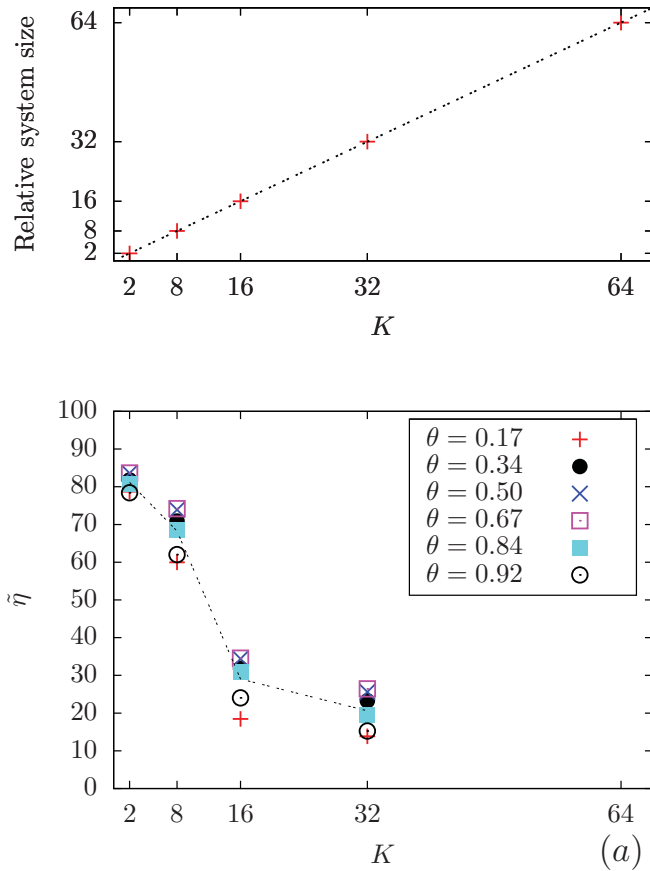 Relative system size
64
32
16
8
2
2 8 16 32 64
K
η̃
100
90
80
70
60
50
40
30
20
10
0
θ = 0.17
θ = 0.34
θ = 0.50
θ = 0.67
θ = 0.84
θ = 0.92
2 8 16 32 64
K
(a)